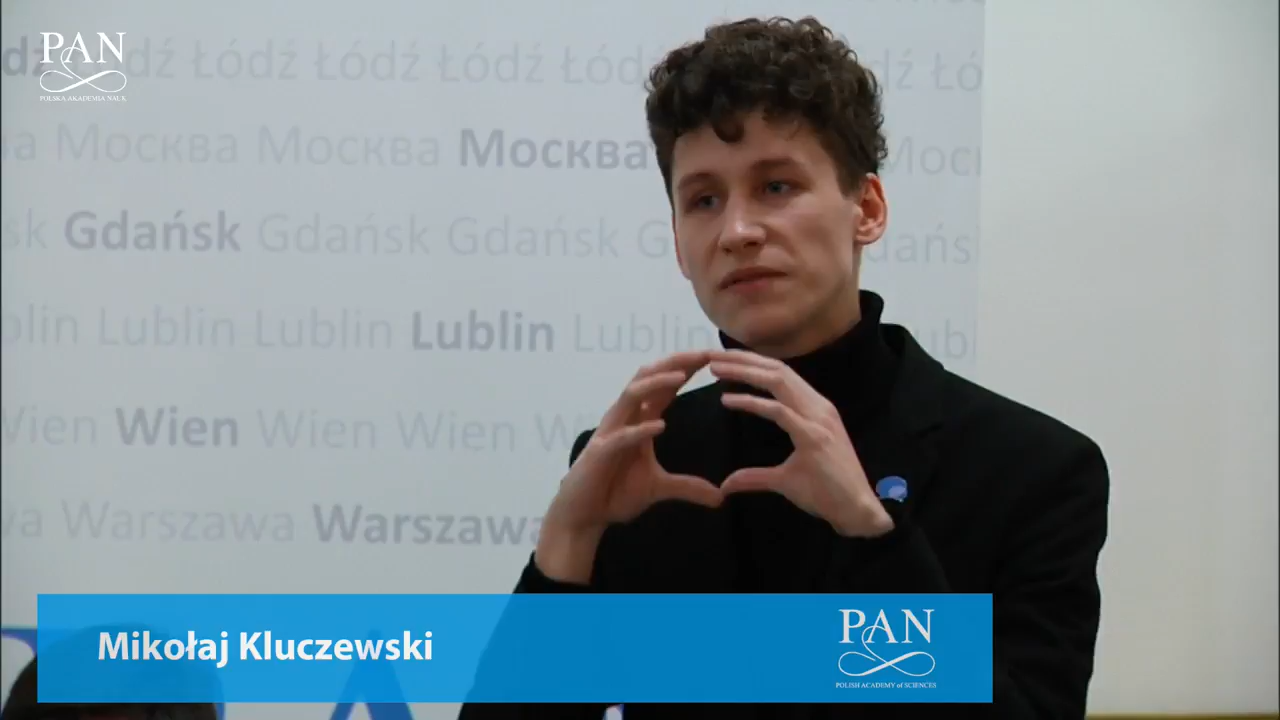 PAN
POLSKA AKADEMIA NAUK
Łódź Łódź Łódź Łódź
Москва Москва Москва
Gdańsk Gdańsk Gdańsk
Lublin Lublin Lublin Lublin
Wien Wien Wien Wien
Warszawa Warszawa
Mikołaj Kluczewski
PAN
POLISH ACADEMY of SCIENCES